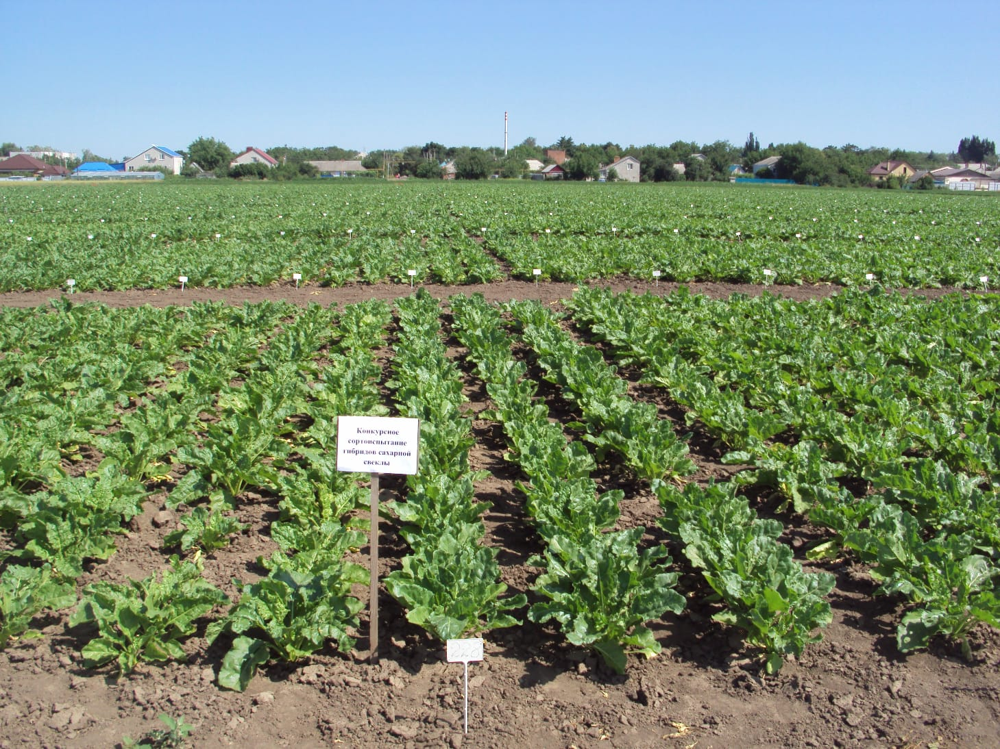 Конкурсное
сортоиспытание
гибридов сахарной
свеклы
228